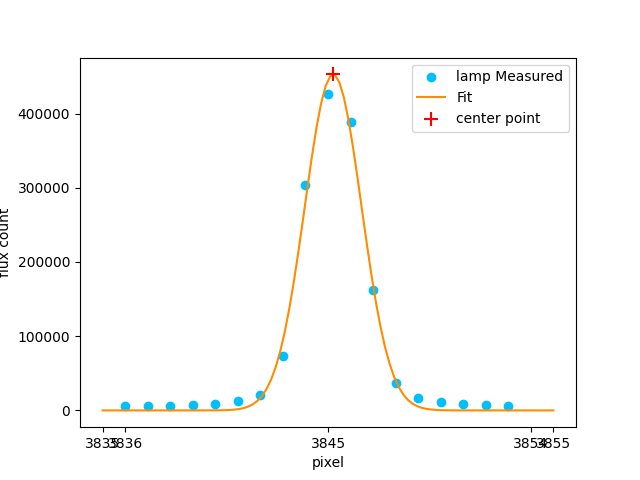 lamp Measured
Fit
center point
400000
300000
200000
100000
0
flux count
3835 3836 3845 3854 3855
pixel